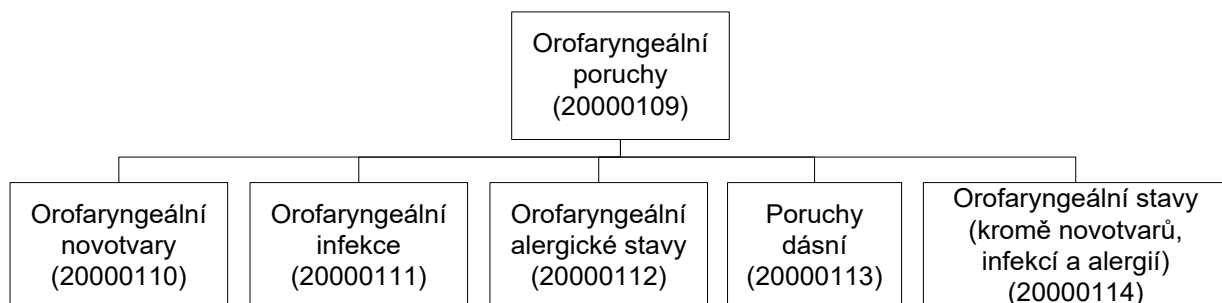 Orofaryngeální
poruchy
(20000109)
Orofaryngeální
novotvary
(20000110)
Orofaryngeální
infekce
(20000111)
Orofaryngeální
alergické stavy
(20000112)
Poruchy
dásní
(20000113)
Orofaryngeální stavy
(kromě novotvarů,
infekcí a alergií)
(20000114)